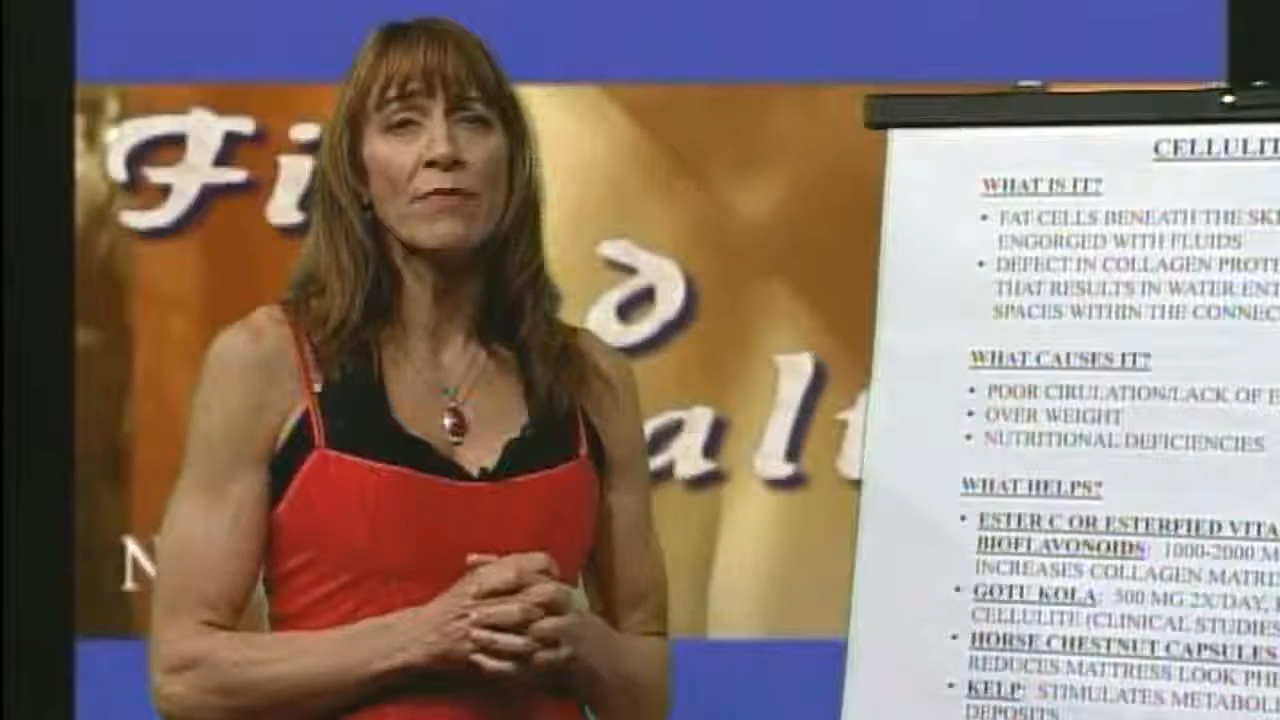 Fi
d
alt
N
CELLULIT
WHAT IS IT?
• FAT CELLS BENEATH THE SK
ENGORGED WITH FLUIDS
• DEFECT IN COLLAGEN PROT
THAT RESULTS IN WATER ENT
SPACES WITHIN THE CONNEC
WHAT CAUSES IT?
• POOR CIRULATION/LACK OF E
• OVER WEIGHT
• NUTRITIONAL DEFICIENCIES
WHAT HELPS?
• ESTER C OR ESTERFIED VITA
BIOFLAVONOIDS: 1000-2000 M
INCREASES COLLAGEN MATRI
• GOTU KOLA: 500 MG 2X/DAY,
CELLULITE (CLINICAL STUDIES
• HORSE CHESTNUT CAPSULES
REDUCES MATTRESS LOOK PHE
• KELP: STIMULATES METABOL
DEPOSITS